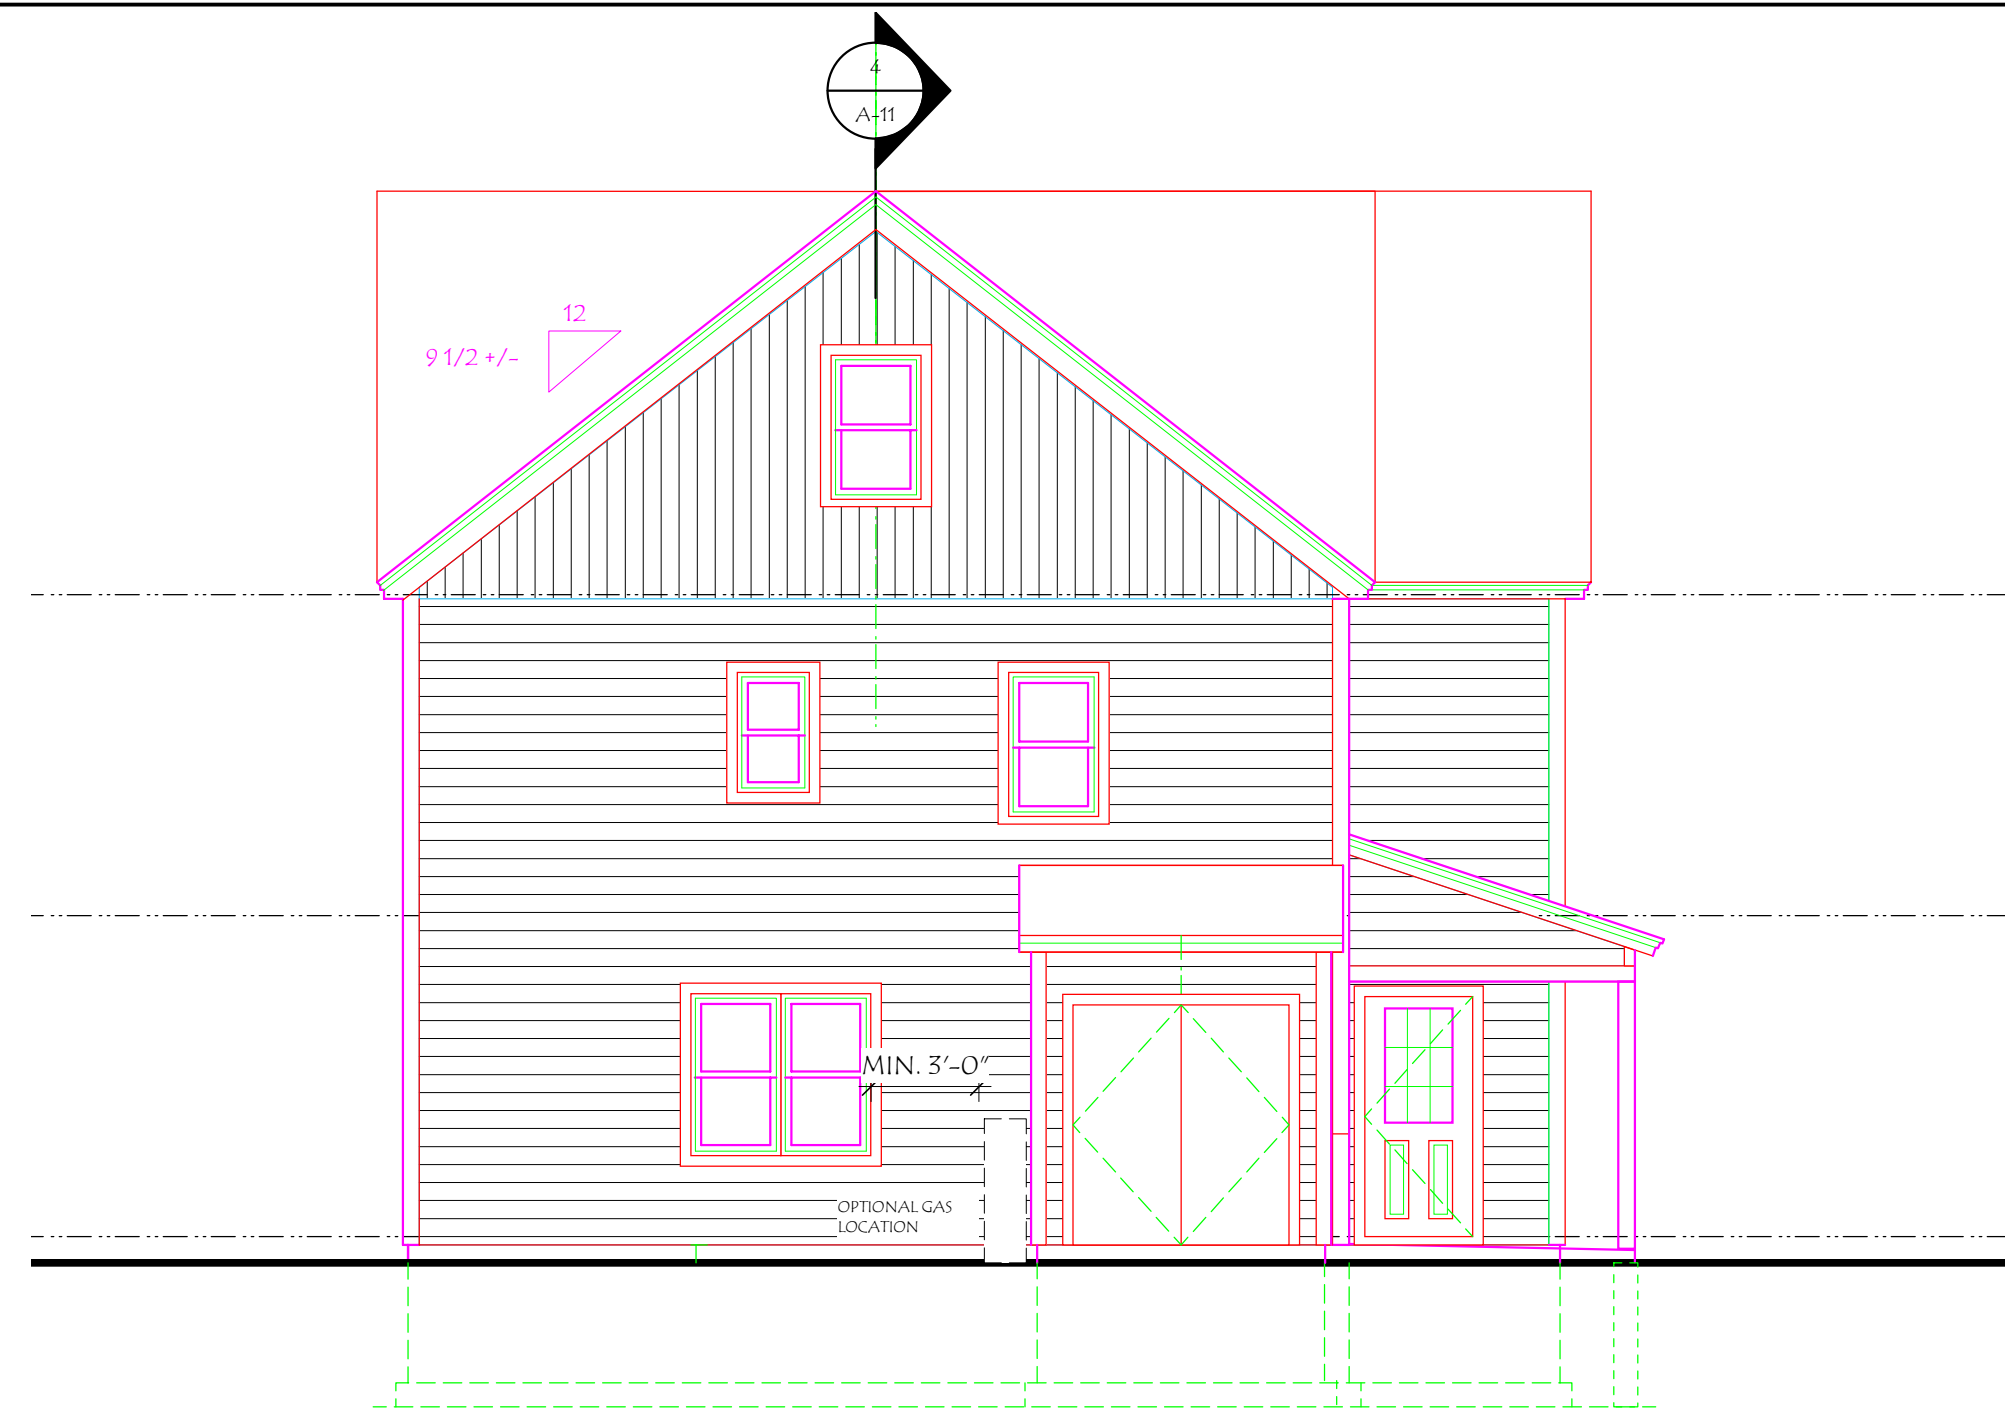 4
A-11
12
9 1/2 +/-
MIN. 3'-0"
OPTIONAL GAS
LOCATION